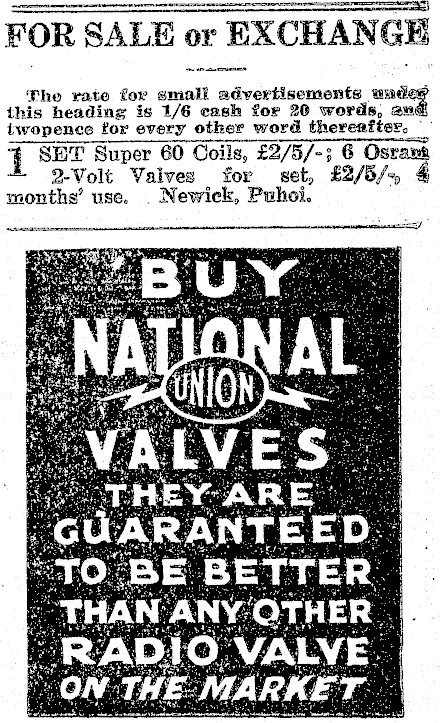 FOR SALE or EXCHANGE
The rate for small advertisements under
this heading is 1/6 cash for 20 words, and
twopence for every other word thereafter.
1 SET Super 60 Coils, £2/5/-; 6 Osram
2-Volt Valves for set, £2/5/-, 4
months' use. Newick, Puhoi.
BUY
NATIONAL
UNION
VALVES
THEY ARE
GUARANTEED
TO BE BETTER
THAN ANY OTHER
RADIO VALVE
ON THE MARKET